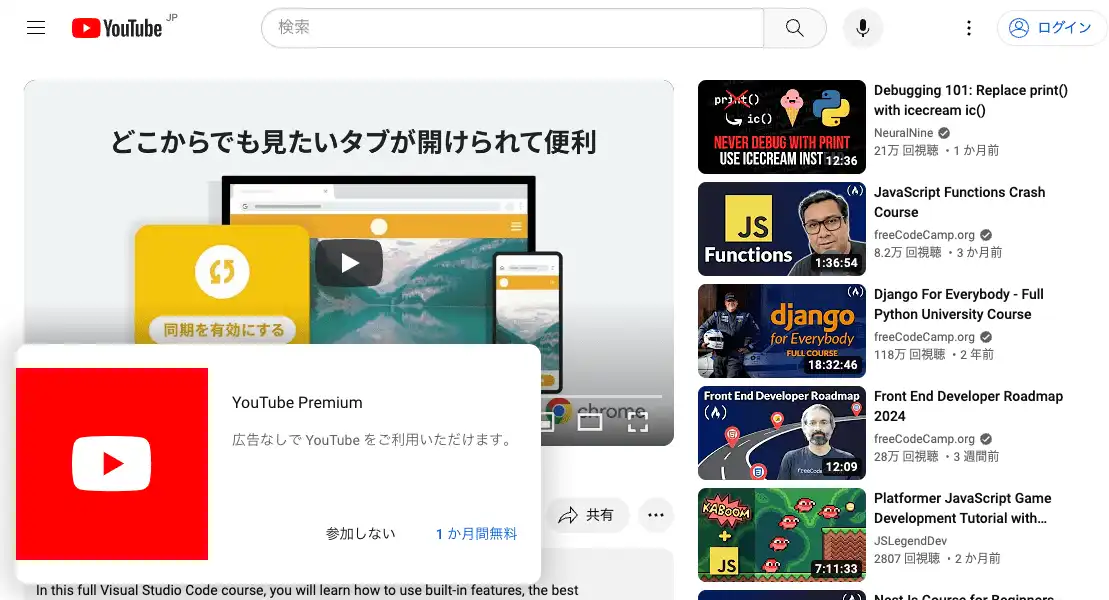 YouTube JP
検索
ログイン
どこからでも見たいタブが開けられて便利
G
同期を有効にする
chrome
YouTube Premium
広告なしで YouTube をご利用いただけます。
参加しない
1 か月間無料
共有
In this full Visual Studio Code course, you will learn how to use built-in features, the best
print()
ic()
NEVER DEBUG WITH PRINT
USE ICECREAM INST
12:36
Debugging 101: Replace print()
with icecream ic()
NeuralNine
21万 回視聴 ・1 か月前
JS
Functions
1:36:54
JavaScript Functions Crash
Course
freeCodeCamp.org
8.2万 回視聴 ・3 か月前
django
for Everybody
FULL COURSE
18:32:46
Django For Everybody - Full
Python University Course
freeCodeCamp.org
118万 回視聴 ・2 年前
Front End Developer Roadmap
freeCode
12:09
Front End Developer Roadmap
2024
freeCodeCamp.org
28万 回視聴 ・3 週間前
KABOOM
+
JS
7:11:33
Platformer JavaScript Game
Development Tutorial with…
JSLegendDev
2807 回視聴 ・2 か月前
Nest.js Course for Beginners